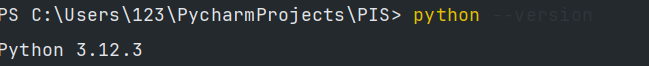 PS C:\Users\123\PycharmProjects\PIS> python --version
Python 3.12.3